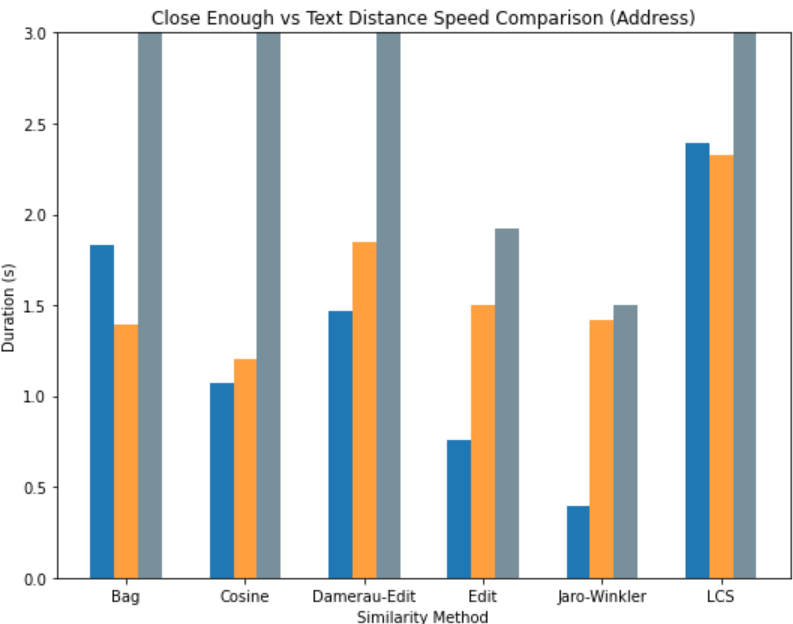 Close Enough vs Text Distance Speed Comparison (Address)
3.0
2.5
2.0
1.5
1.0
0.5
0.0
Duration (s)
Bag Cosine Damerau-Edit Edit Jaro-Winkler LCS
Similarity Method